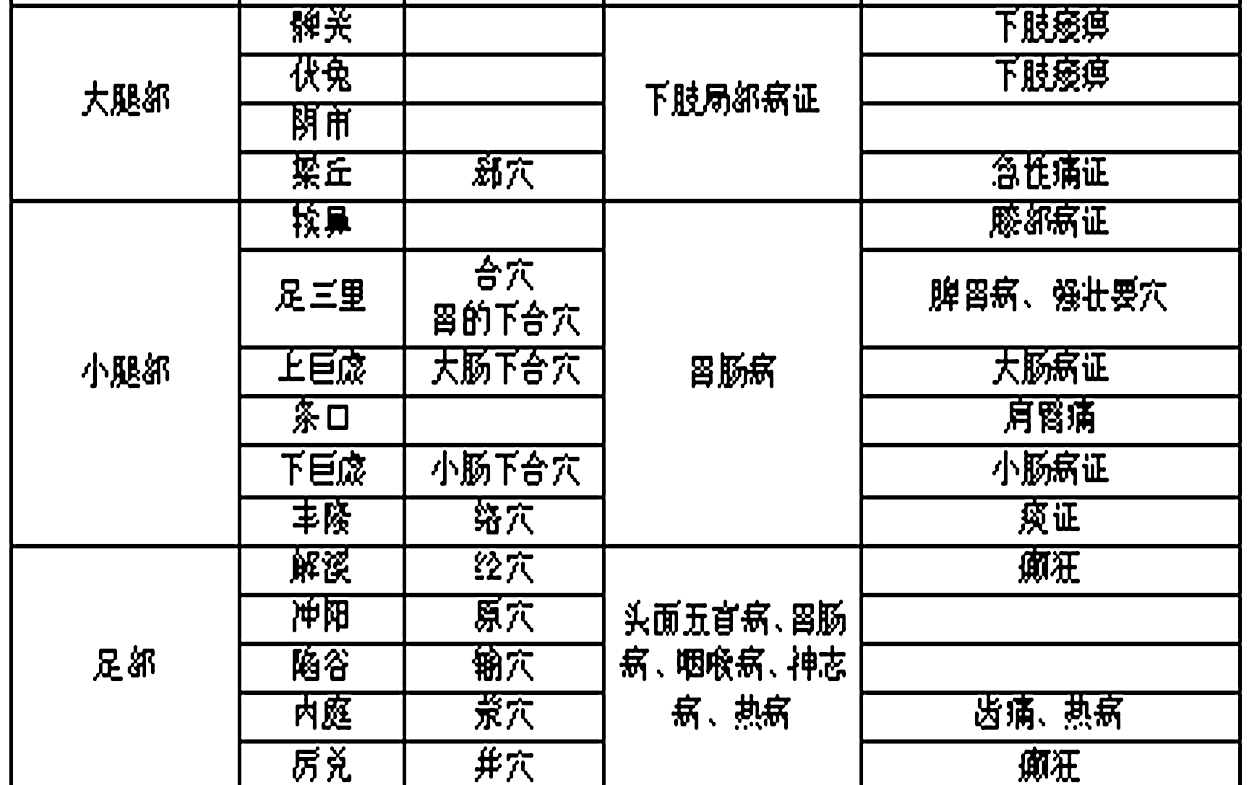 大腿部
髀关
下肢局部病证
下肢痿痹
伏兔
下肢痿痹
阴市
梁丘
郄穴
急性痛证
小腿部
犊鼻
胃肠病
膝部病证
足三里
合穴
胃的下合穴
脾胃病、强壮要穴
上巨虚
大肠下合穴
大肠病证
条口
肩臂痛
下巨虚
小肠下合穴
小肠病证
丰隆
络穴
痰证
足部
解溪
经穴
头面五官病、胃肠
病、咽喉病、神志
病、热病
癫狂
冲阳
原穴
陷谷
输穴
内庭
荥穴
齿痛、热病
厉兑
井穴
癫狂